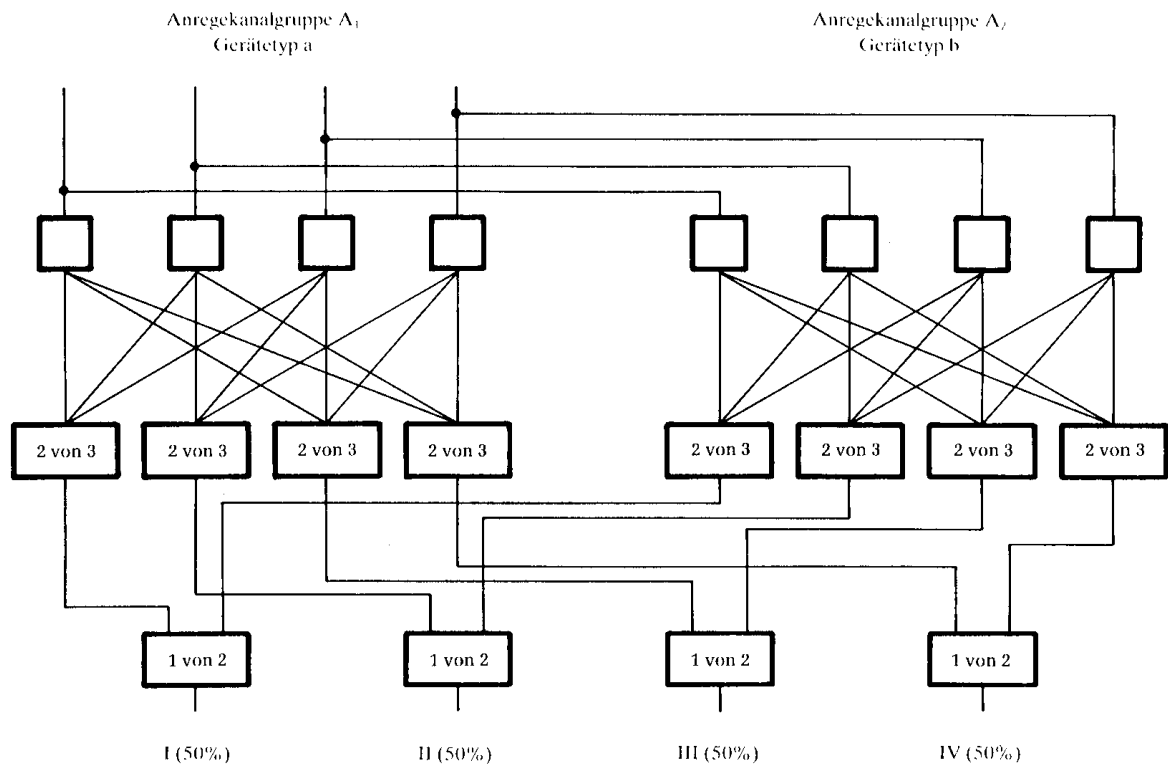 Anregekanalgruppe A₁
Gerätetyp a
Anregekanalgruppe A₂
Gerätetyp b
2 von 3
2 von 3
2 von 3
2 von 3
2 von 3
2 von 3
2 von 3
2 von 3
1 von 2
1 von 2
1 von 2
1 von 2
I (50%)
II (50%)
III (50%)
IV (50%)